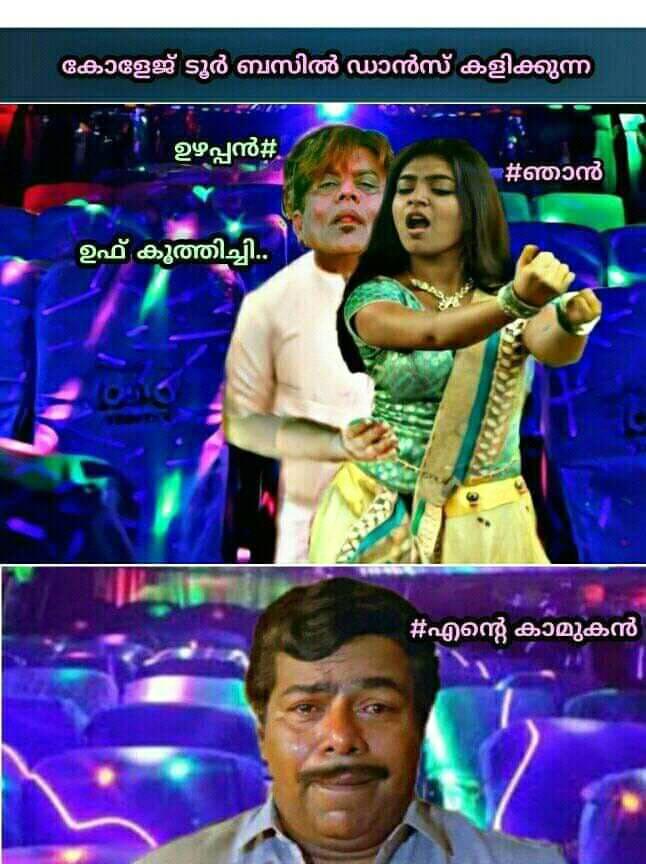 കോളേജ് ടൂർ ബസിൽ ഡാൻസ് കളിക്കുന്ന
ഉഴപ്പൻ#
#ഞാൻ
ഉഫ് കൂത്തിച്ചി..
#എന്റെ കാമുകൻ